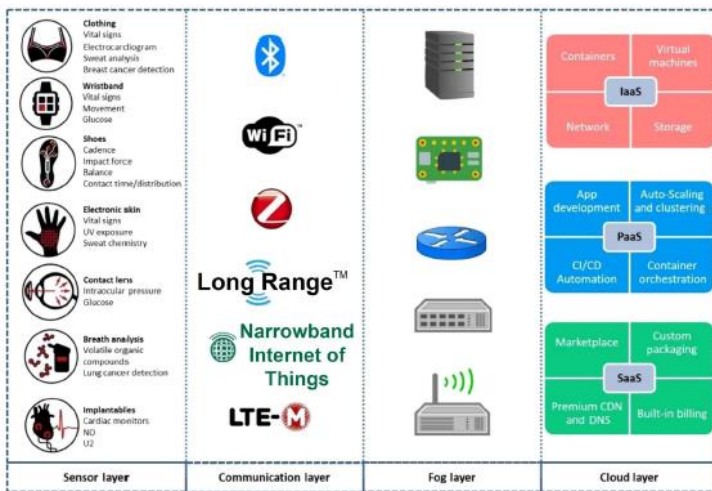 Clothing
Vital signs
Electrocardiogram
Sweat analysis
Breast cancer detection
Wristband
Vital signs
Movement
Glucose
Shoes
Cadence
Impact force
Balance
Contact time/distribution
Electronic skin
Vital signs
UV exposure
Sweat chemistry
Contact lens
Intraocular pressure
Glucose
Breath analysis
Volatile organic
compounds
Lung cancer detection
Implantables
Cardiac monitors
NO
U2
Sensor layer
WiFi™
Long Range™
Narrowband
Internet of
Things
LTE-M
Communication layer
Fog layer
Containers
Virtual
machines
IaaS
Network
Storage
App
development
Auto-Scaling
and clustering
PaaS
CI/CD
Automation
Container
orchestration
Marketplace
Custom
packaging
SaaS
Premium CDN
and DNS
Built-in billing
Cloud layer